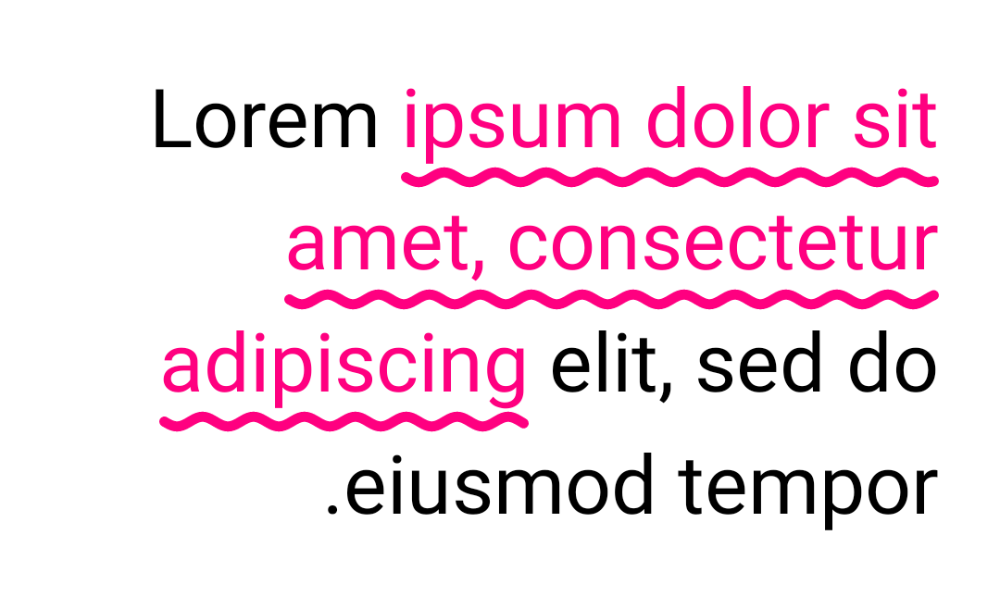 Lorem ipsum dolor sit
amet, consectetur
adipiscing elit, sed do
.eiusmod tempor